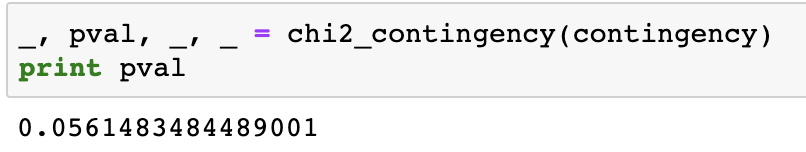 _, pval, _, _ = chi2_contingency(contingency)
print pval
0.0561483484489001